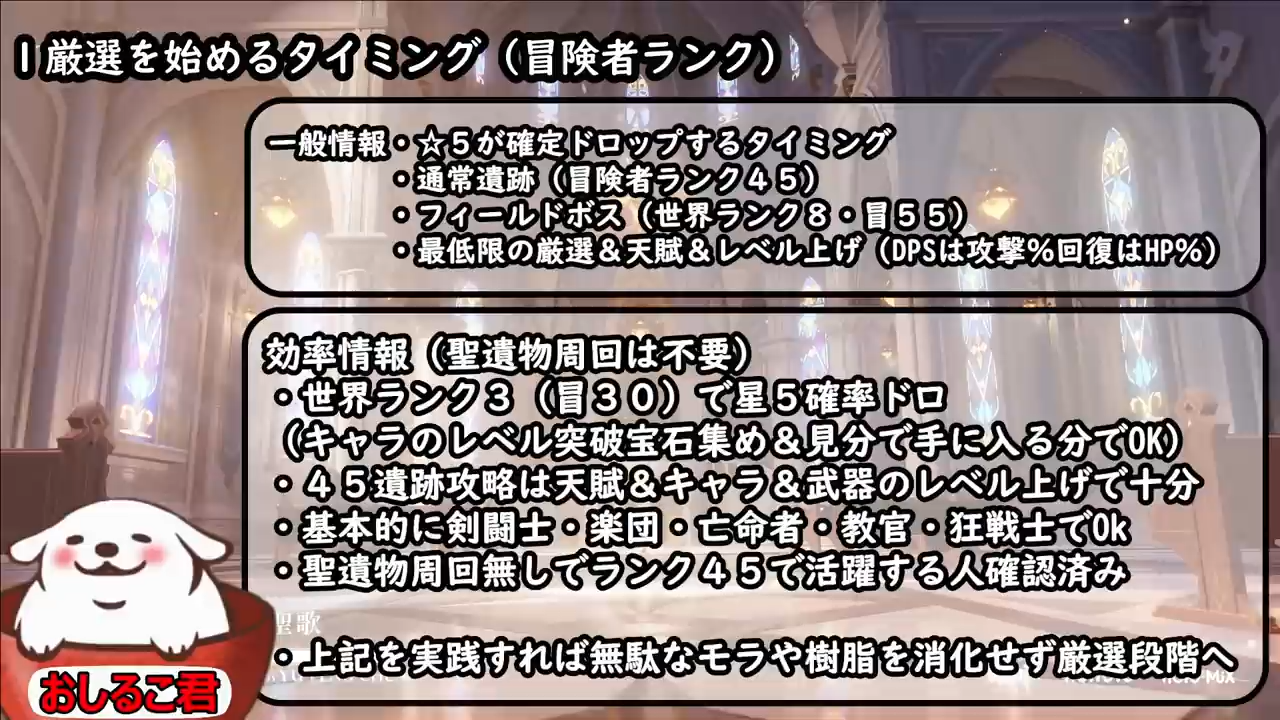 1厳選を始めるタイミング（冒険者ランク）
一般情報・☆５が確定ドロップするタイミング
・通常遺跡（冒険者ランク４５）
・フィールドボス（世界ランク８・冒５５）
・最低限の厳選＆天賦＆レベル上げ（DPSは攻撃％回復はHP％）
効率情報（聖遺物周回は不要）
・世界ランク３（冒３０）で星５確率ドロ
（キャラのレベル突破宝石集め＆見分で手に入る分でOK）
・４５遺跡攻略は天賦＆キャラ＆武器のレベル上げで十分
・基本的に剣闘士・楽団・亡命者・教官・狂戦士でOk
・聖遺物周回無しでランク４５で活躍する人確認済み
聖歌
・上記を実践すれば無駄なモラや樹脂を消化せず厳選段階へ
おしるこ君